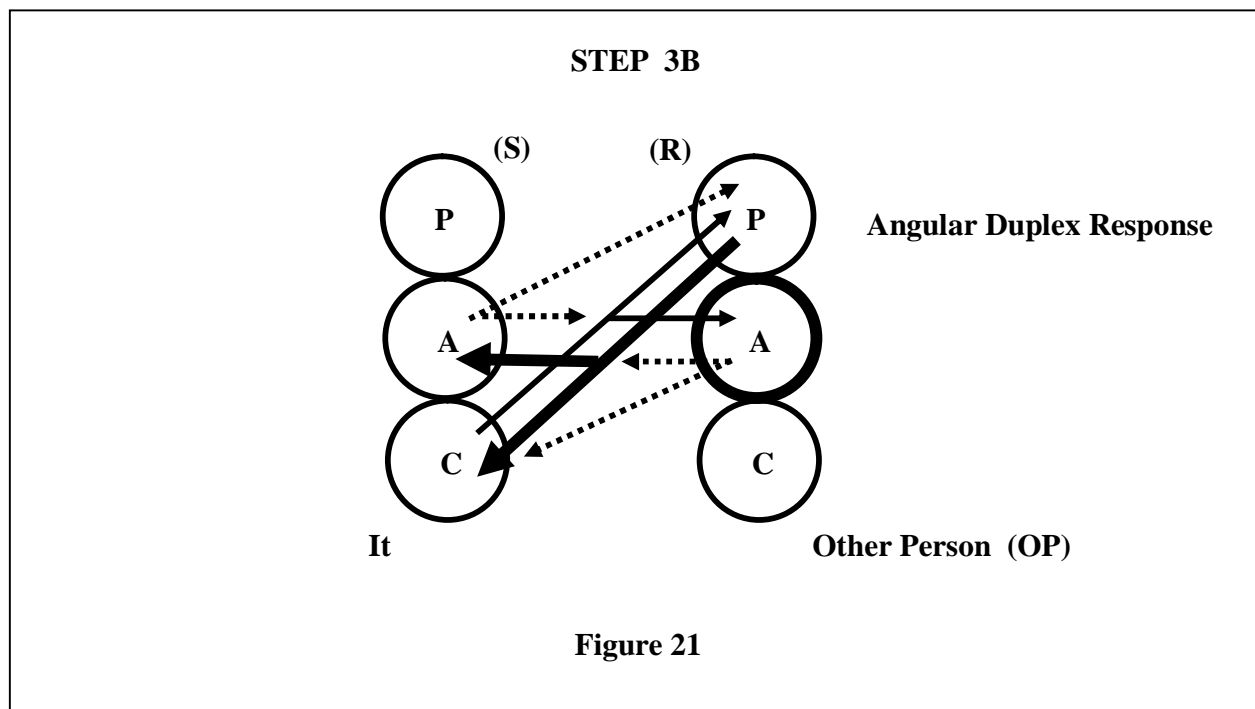 STEP 3B
(S) (R)
P P
Angular Duplex Response
A A
C C
It Other Person (OP)
Figure 21